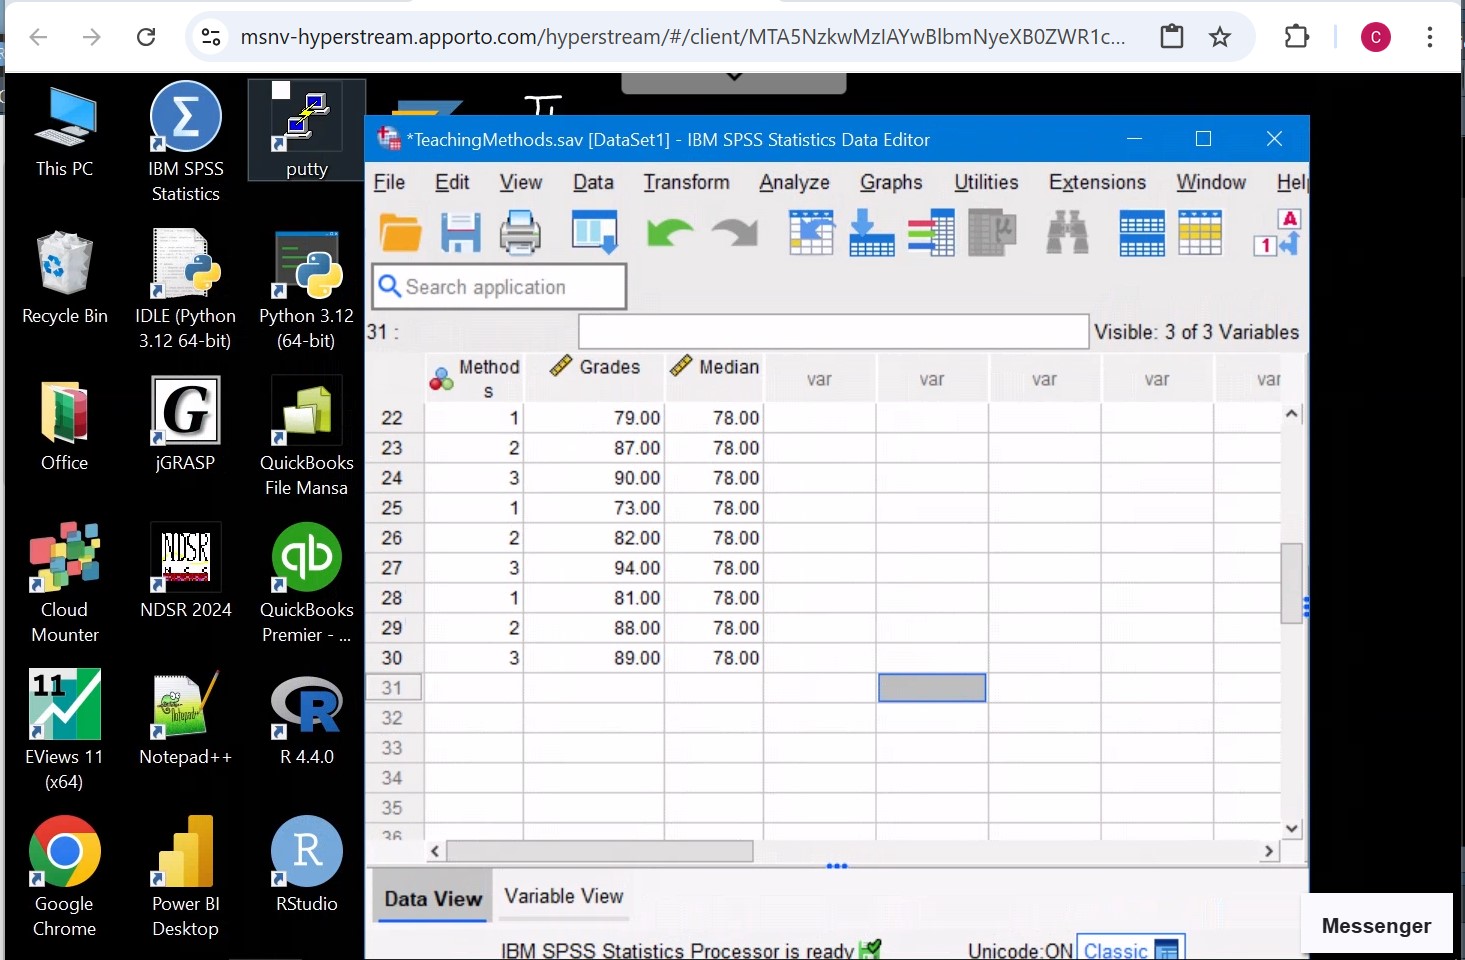 msnv-hyperstream.apporto.com/hyperstream/#/client/MTA5NzkwMzIAYwBlbmNyeXB0ZWR1c...
C
This PC
IBM SPSS
Statistics
putty
Recycle Bin
IDLE (Python
3.12 64-bit)
Python 3.12
(64-bit)
Office
G
jGRASP
QuickBooks
File Mansa
Cloud
Mounter
NDSR
NDSR 2024
qb
QuickBooks
Premier - ...
11
EViews 11
(x64)
Notepad++
R
R 4.4.0
Google
Chrome
Power BI
Desktop
R
RStudio
*TeachingMethods.sav [DataSet1] - IBM SPSS Statistics Data Editor
File Edit View Data Transform Analyze Graphs Utilities Extensions Window Hel
A
1
Search application
31 :
Visible: 3 of 3 Variables
Method
s
Grades Median var var var var var
22 1 79.00 78.00
23 2 87.00 78.00
24 3 90.00 78.00
25 1 73.00 78.00
26 2 82.00 78.00
27 3 94.00 78.00
28 1 81.00 78.00
29 2 88.00 78.00
30 3 89.00 78.00
31
32
33
34
35
36
Data View Variable View
IBM SPSS Statistics Processor is ready Unicode:ON Classic
Messenger